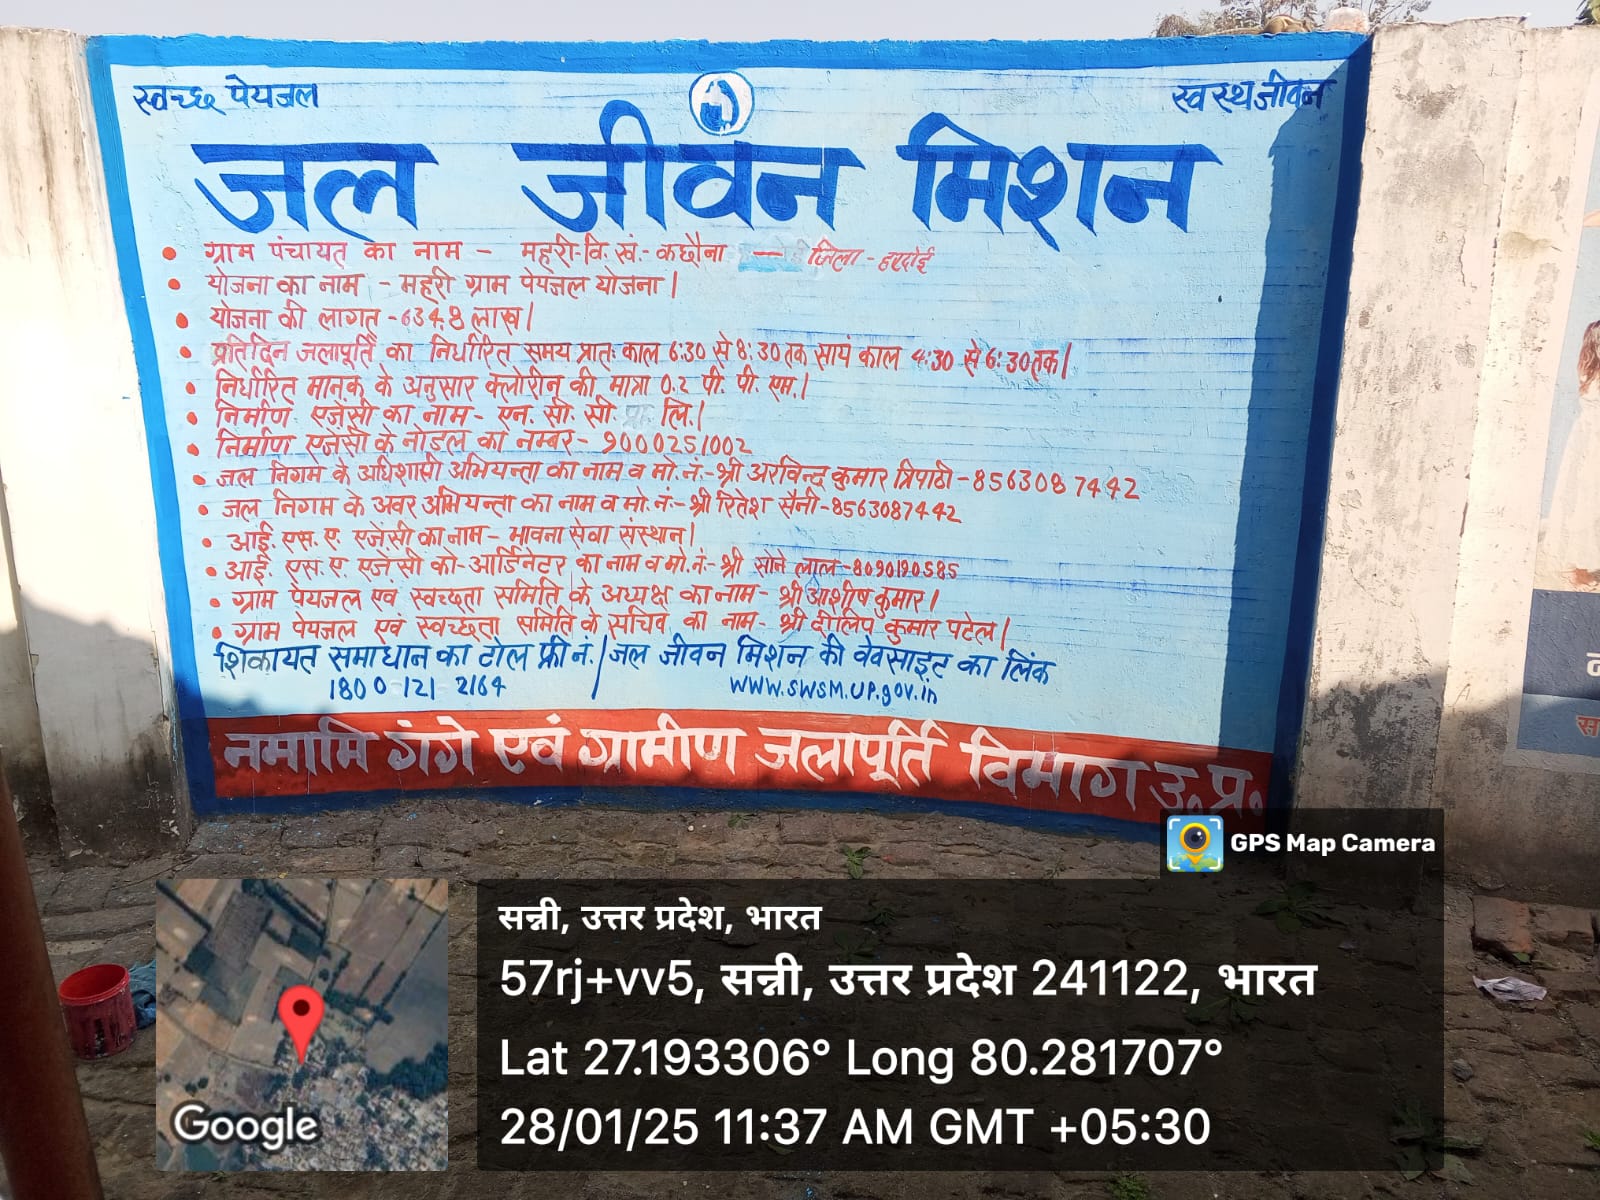 स्वच्छ पेयजल
स्वस्थ जीवन
जल जीवन मिशन
• ग्राम पंचायत का नाम - महरी-वि. खं.- कछौना जिला - हरदोई
• योजना का नाम - महरी ग्राम पेयजल योजना।
• योजना की लागत - 634.8 लाख।
• प्रतिदिन जलापूर्ति का निर्धारित समय प्रातः काल 6:30 से 8:30 तक सायं काल 4:30 से 6:30 तक।
• निर्धारित मानक के अनुसार क्लोरीन की मात्रा 0.2 पी. पी. एम.।
• निर्माण एजेंसी का नाम - एन. सी. सी. लि.।
• निर्माण एजेंसी के नोडल का नम्बर - 9000251002
• जल निगम के अधिशासी अभियन्ता का नाम व मो. नं.- श्री अरविन्द कुमार त्रिपाठी - 8563087442
• जल निगम के अवर अभियन्ता का नाम व मो. नं.- श्री रितेश सैनी - 8563087442
• आई. एस. ए. एजेंसी का नाम - भावना सेवा संस्थान।
• आई. एस. ए. एजेंसी को-आर्डिनेटर का नाम व मो. नं.- श्री सोने लाल - 8090190585
• ग्राम पेयजल एवं स्वच्छता समिति के अध्यक्ष का नाम - श्री आशीष कुमार।
• ग्राम पेयजल एवं स्वच्छता समिति के सचिव का नाम - श्री दीलिप कुमार पटेल।
शिकायत समाधान का टोल फ्री नं. / जल जीवन मिशन की वेवसाइट का लिंक
1800 121 2164 www.swsm.up.gov.in
नमामि गंगे एवं ग्रामीण जलापूर्ति विभाग उ. प्र.
GPS Map Camera
सन्नी, उत्तर प्रदेश, भारत
57rj+vv5, सन्नी, उत्तर प्रदेश 241122, भारत
Lat 27.193306° Long 80.281707°
28/01/25 11:37 AM GMT +05:30
Google